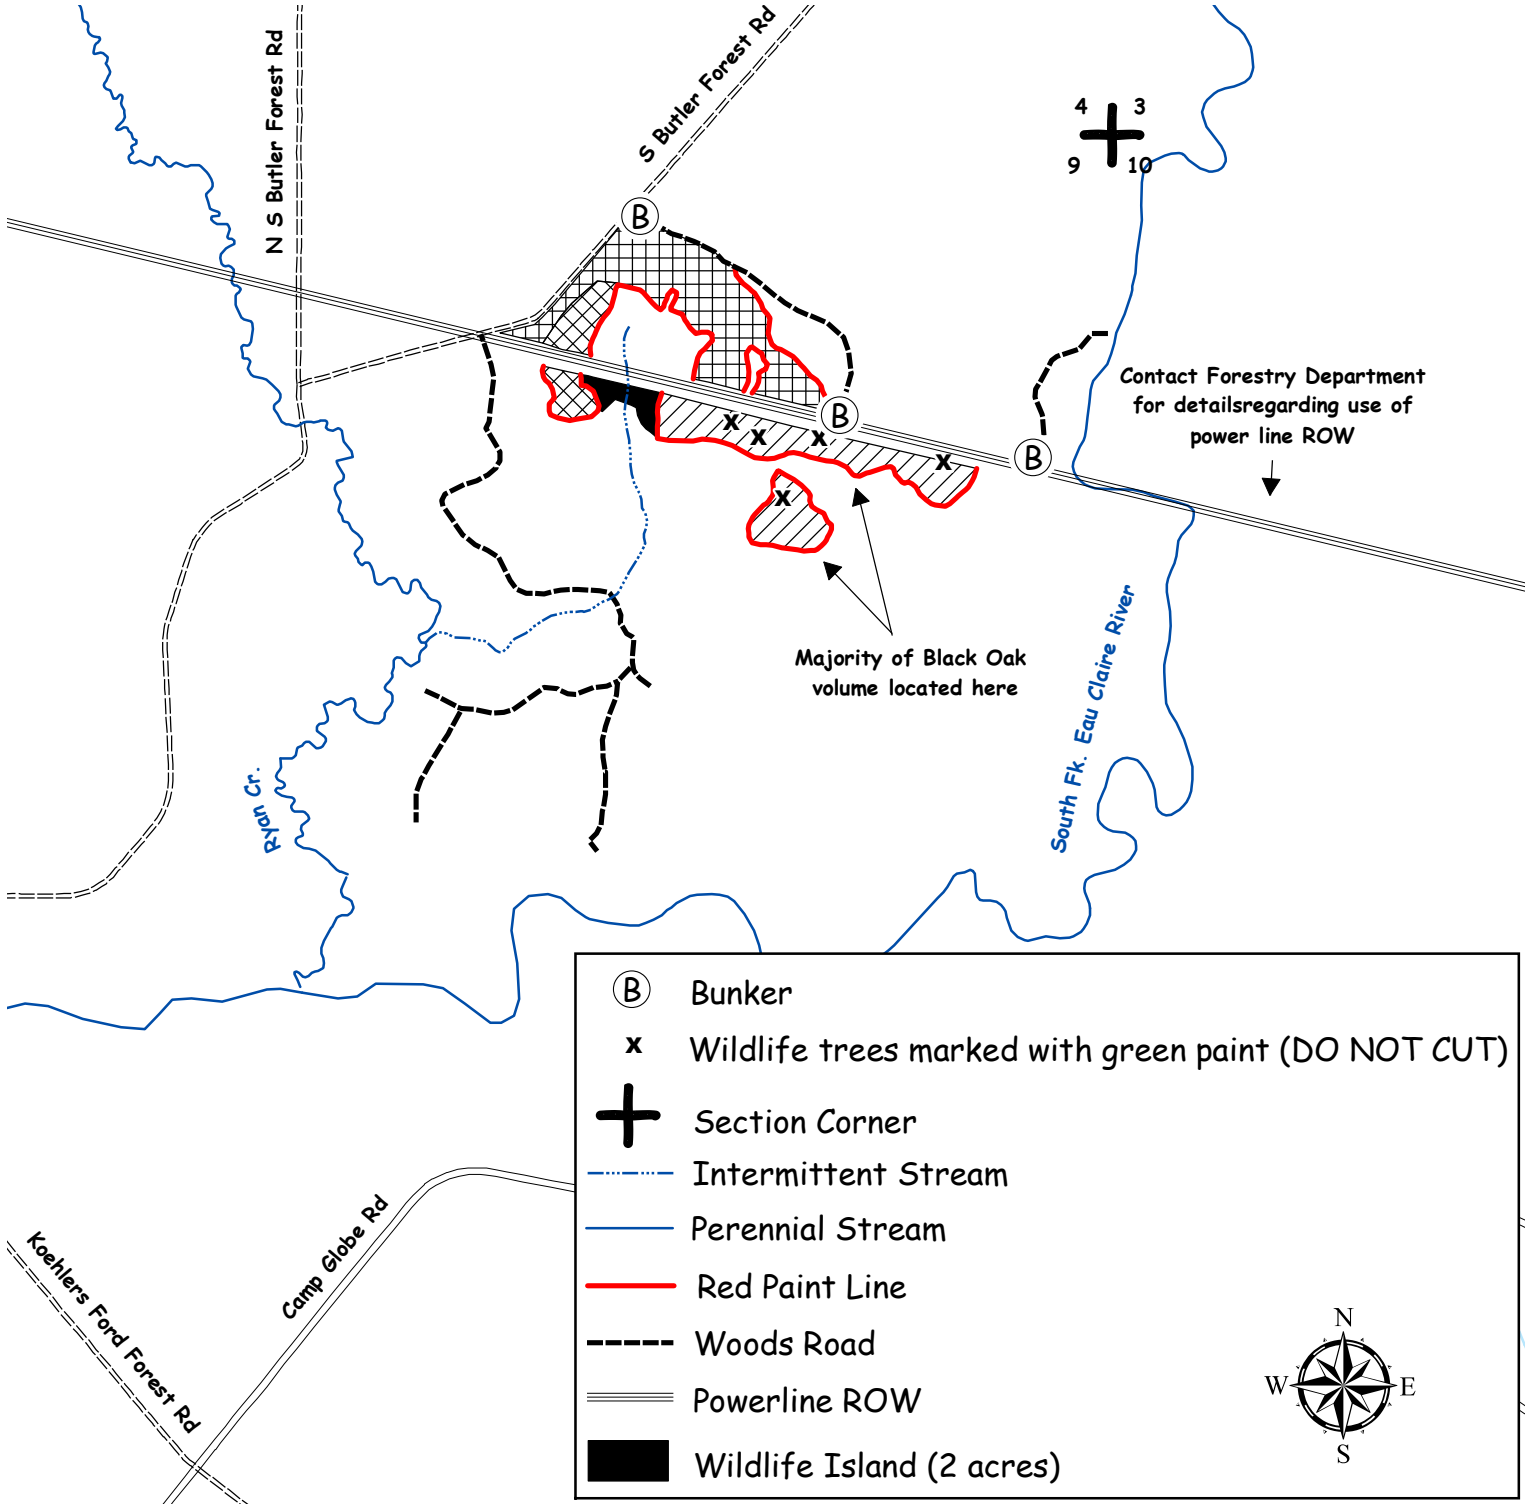 N S Butler Forest Rd
S Butler Forest Rd
4 3
9 10
B
B
B
Contact Forestry Department
for detailsregarding use of
power line ROW
x
x
x
x
x
Majority of Black Oak
volume located here
South Fk. Eau Claire River
Ryan Cr.
Koehlers Ford Forest Rd
Camp Globe Rd
B Bunker
x Wildlife trees marked with green paint (DO NOT CUT)
Section Corner
Intermittent Stream
Perennial Stream
Red Paint Line
Woods Road
Powerline ROW
Wildlife Island (2 acres)
N
W E
S